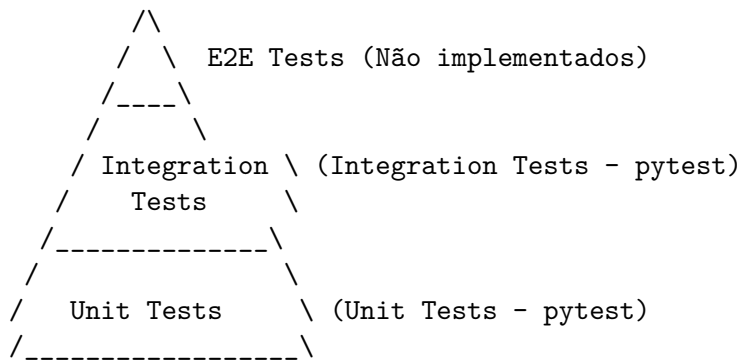 E2E Tests (Não implementados)
Integration (Integration Tests - pytest)
Tests
Unit Tests (Unit Tests - pytest)